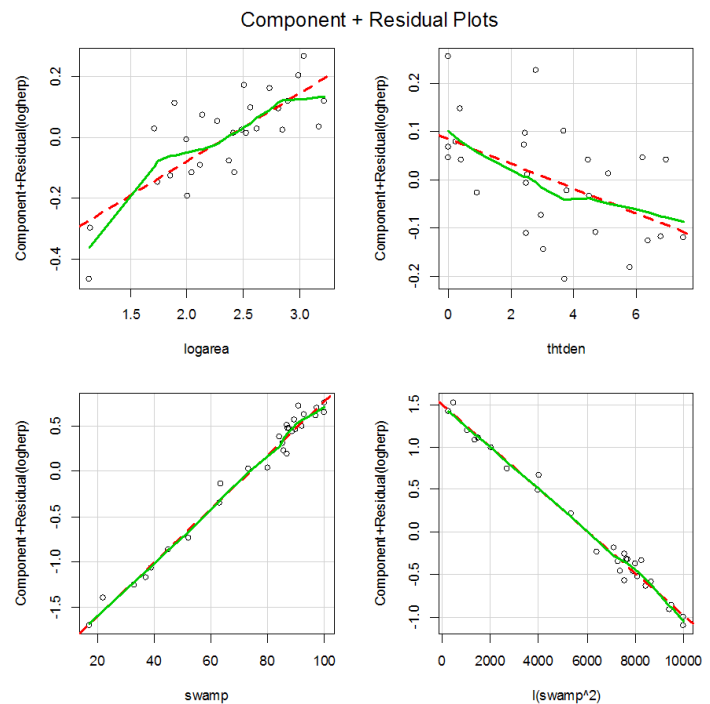 Component + Residual Plots
Component+Residual(logherp)
0.2
0.0
-0.2
-0.4
1.5 2.0 2.5 3.0
logarea
Component+Residual(logherp)
0.2
0.1
0.0
-0.1
-0.2
0 2 4 6
thtden
Component+Residual(logherp)
0.5
0.0
-0.5
-1.0
-1.5
20 40 60 80 100
swamp
Component+Residual(logherp)
1.5
1.0
0.5
0.0
-0.5
-1.0
0 2000 4000 6000 8000 10000
I(swamp^2)